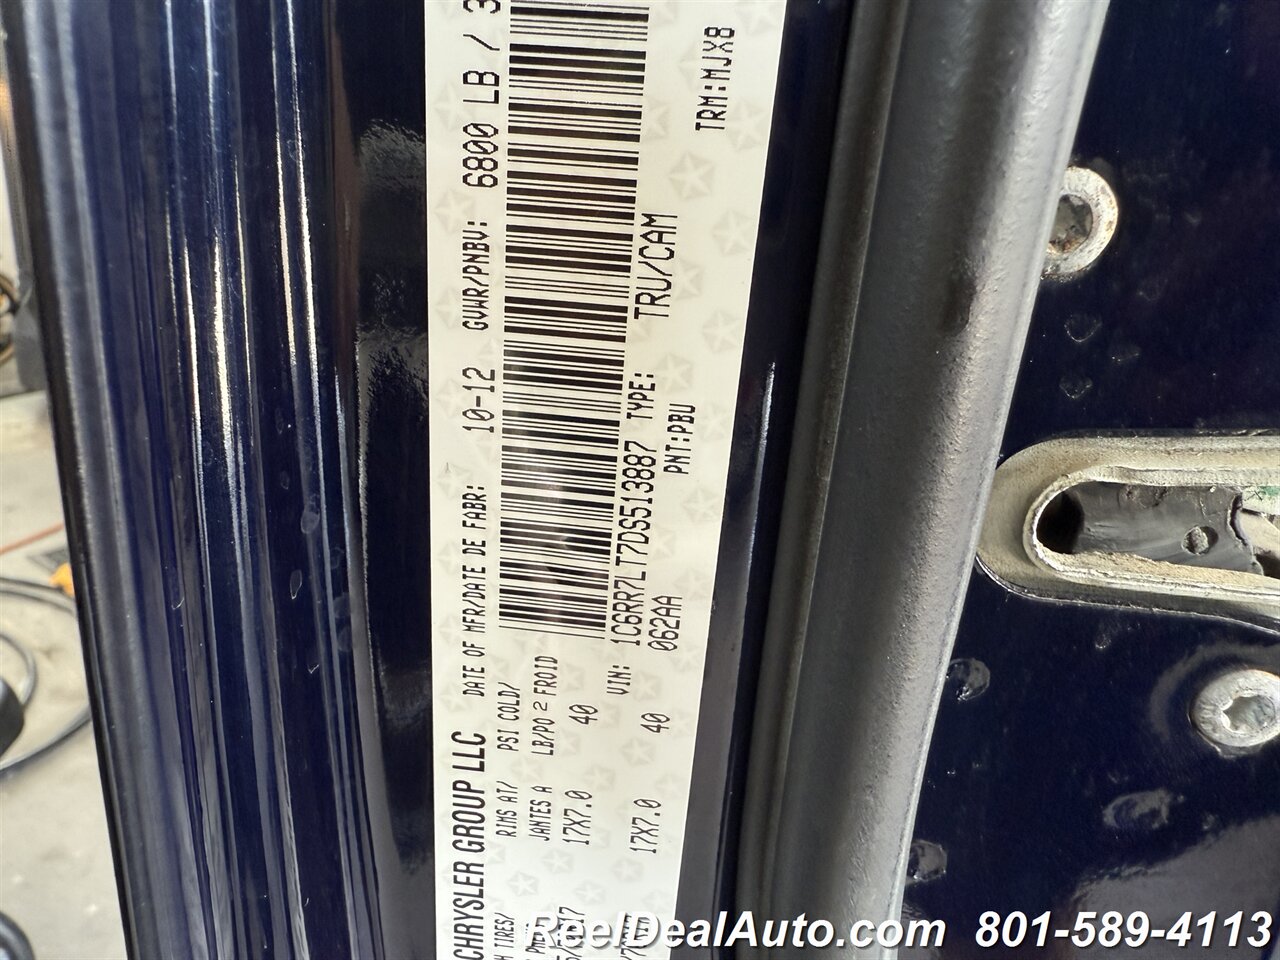 CHRYSLER GROUP LLC
DATE OF MFR/DATE DE FABR: 10-12 GVWR/PNBV: 6800 LB / 3
TIRES/ RIMS AT/ PSI COLD/
JANTES A LB/PO2 FROID
17X7.0 40
VIN: 1C6RR7LT7DS513887 TYPE: TRU/CAM
17X7.0 40 062AA PNT:PBU TRM:MJX8
ReelDealAuto.com 801-589-4113